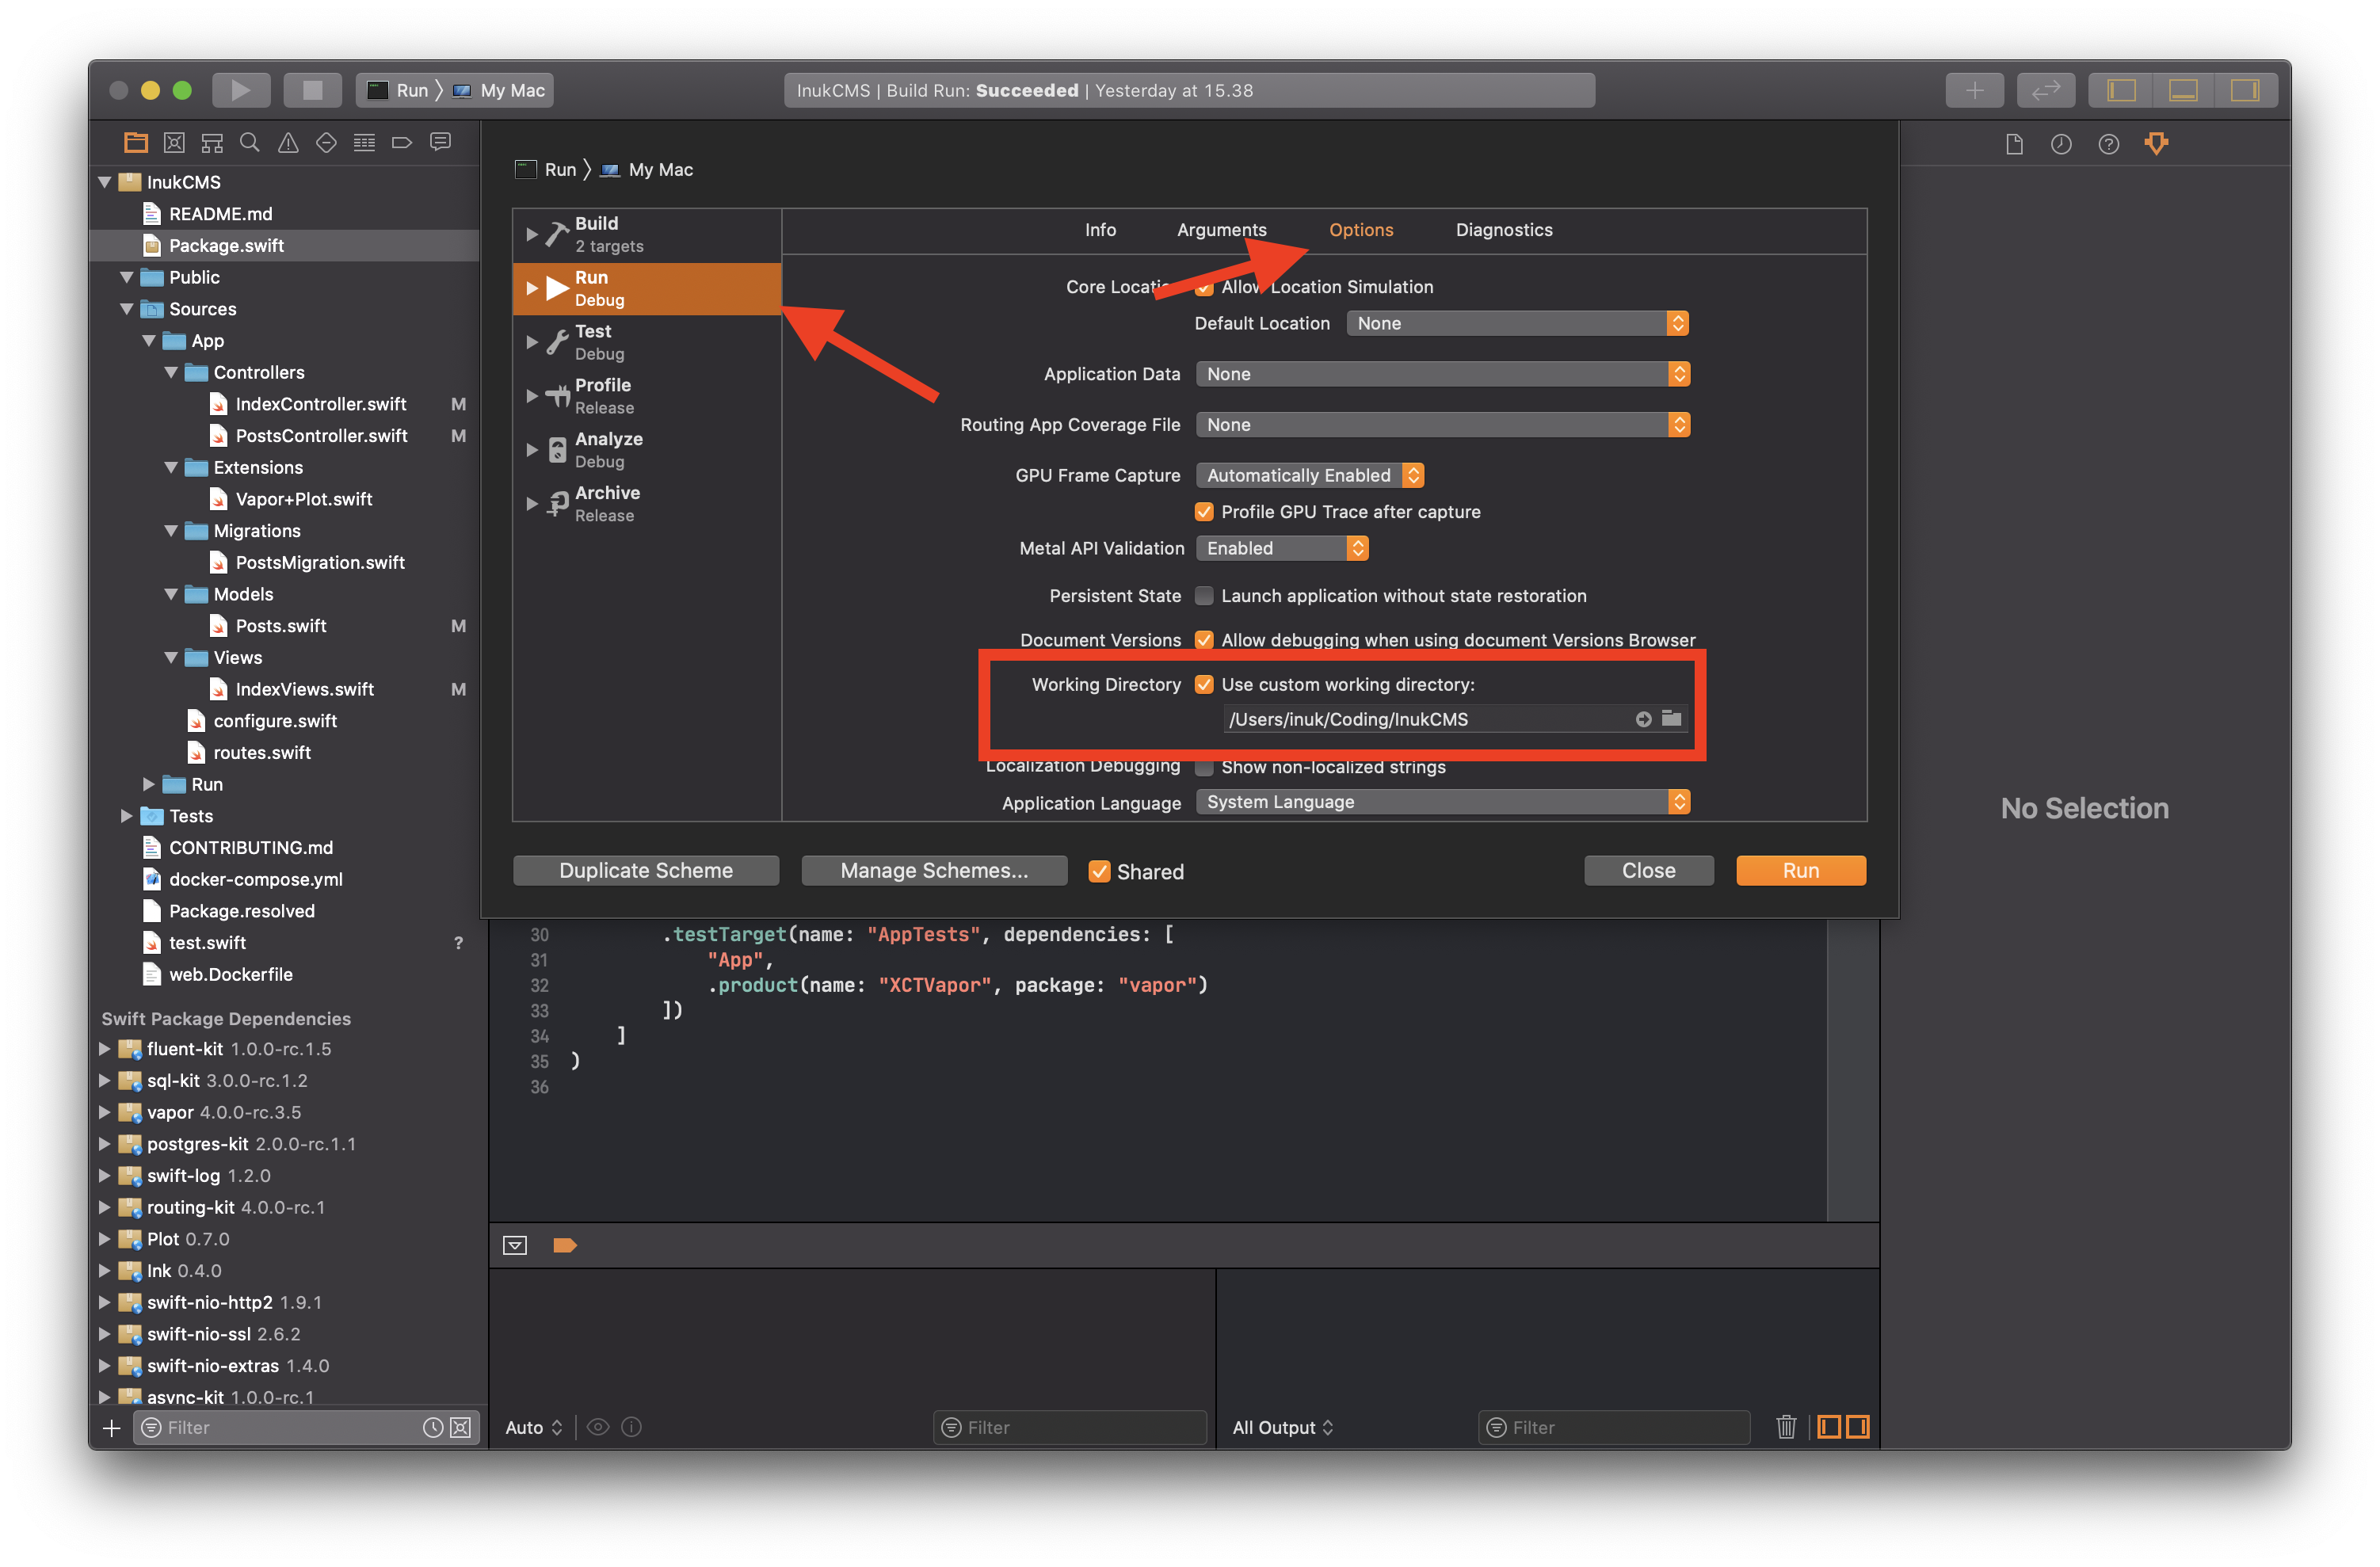 Run 〉 My Mac
InukCMS | Build Run: Succeeded | Yesterday at 15.38
InukCMS
README.md
Package.swift
Public
Sources
App
Controllers
IndexController.swift M
PostsController.swift M
Extensions
Vapor+Plot.swift
Migrations
PostsMigration.swift
Models
Posts.swift M
Views
IndexViews.swift M
configure.swift
routes.swift
Run
Tests
CONTRIBUTING.md
docker-compose.yml
Package.resolved
test.swift ?
web.Dockerfile
Swift Package Dependencies
fluent-kit 1.0.0-rc.1.5
sql-kit 3.0.0-rc.1.2
vapor 4.0.0-rc.3.5
postgres-kit 2.0.0-rc.1.1
swift-log 1.2.0
routing-kit 4.0.0-rc.1
Plot 0.7.0
Ink 0.4.0
swift-nio-http2 1.9.1
swift-nio-ssl 2.6.2
swift-nio-extras 1.4.0
async-kit 1.0.0-rc.1
Filter
Run 〉 My Mac
Build
2 targets
Run
Debug
Test
Debug
Profile
Release
Analyze
Debug
Archive
Release
Info Arguments Options Diagnostics
Core Location Allow Location Simulation
Default Location None
Application Data None
Routing App Coverage File None
GPU Frame Capture Automatically Enabled
Profile GPU Trace after capture
Metal API Validation Enabled
Persistent State Launch application without state restoration
Document Versions Allow debugging when using document Versions Browser
Working Directory Use custom working directory:
/Users/inuk/Coding/InukCMS
Localization Debugging Show non-localized strings
Application Language System Language
Duplicate Scheme Manage Schemes... Shared Close Run
30 .testTarget(name: "AppTests", dependencies: [
31 "App",
32 .product(name: "XCTVapor", package: "vapor")
33 ])
34 ]
35 )
36
Auto Filter
All Output Filter
No Selection